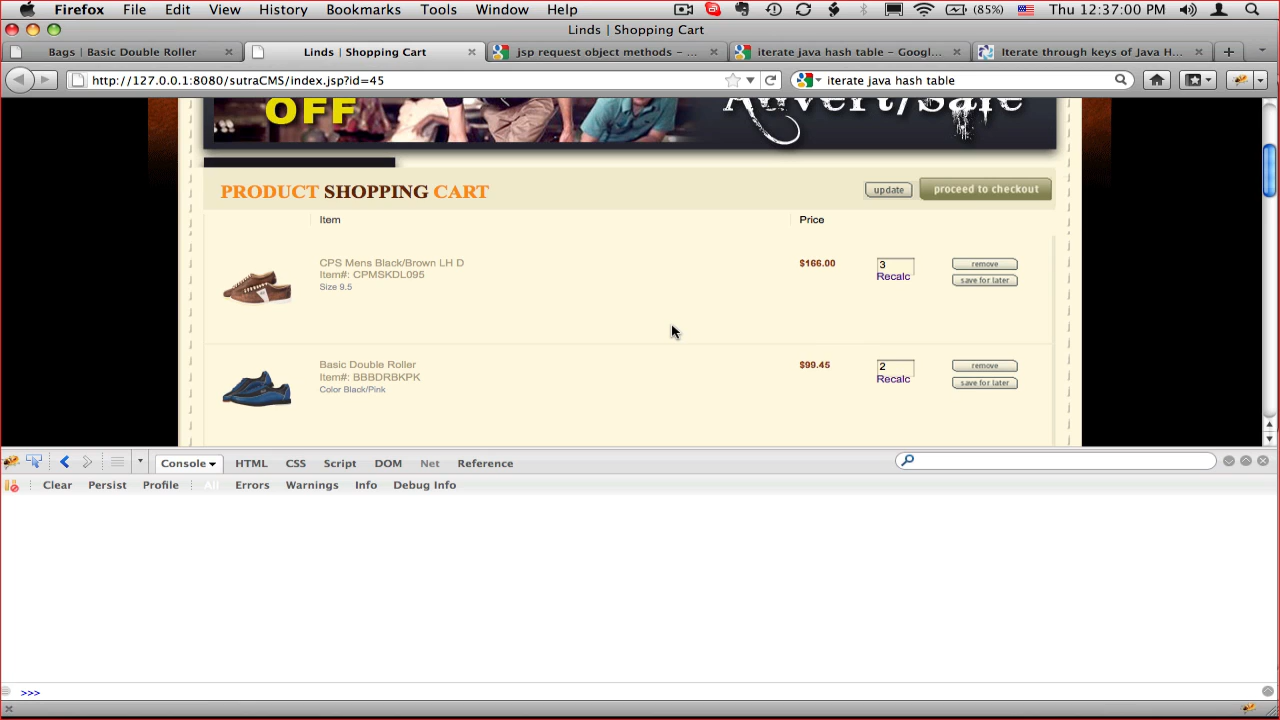 Firefox File Edit View History Bookmarks Tools Window Help (85%) Thu 12:37:00 PM
Linds | Shopping Cart
Bags | Basic Double Roller Linds | Shopping Cart jsp request object methods – ... iterate java hash table – Googl... Iterate through keys of Java H...
http://127.0.0.1:8080/sutraCMS/index.jsp?id=45 iterate java hash table
OFF Advert/Sale
PRODUCT SHOPPING CART update proceed to checkout
Item Price
CPS Mens Black/Brown LH D $166.00 3 remove
Item#: CPMSKDL095 Recalc save for later
Size 9.5
Basic Double Roller $99.45 2 remove
Item#: BBBDRBKPK Recalc save for later
Color Black/Pink
Console HTML CSS Script DOM Net Reference
Clear Persist Profile All Errors Warnings Info Debug Info
>>>